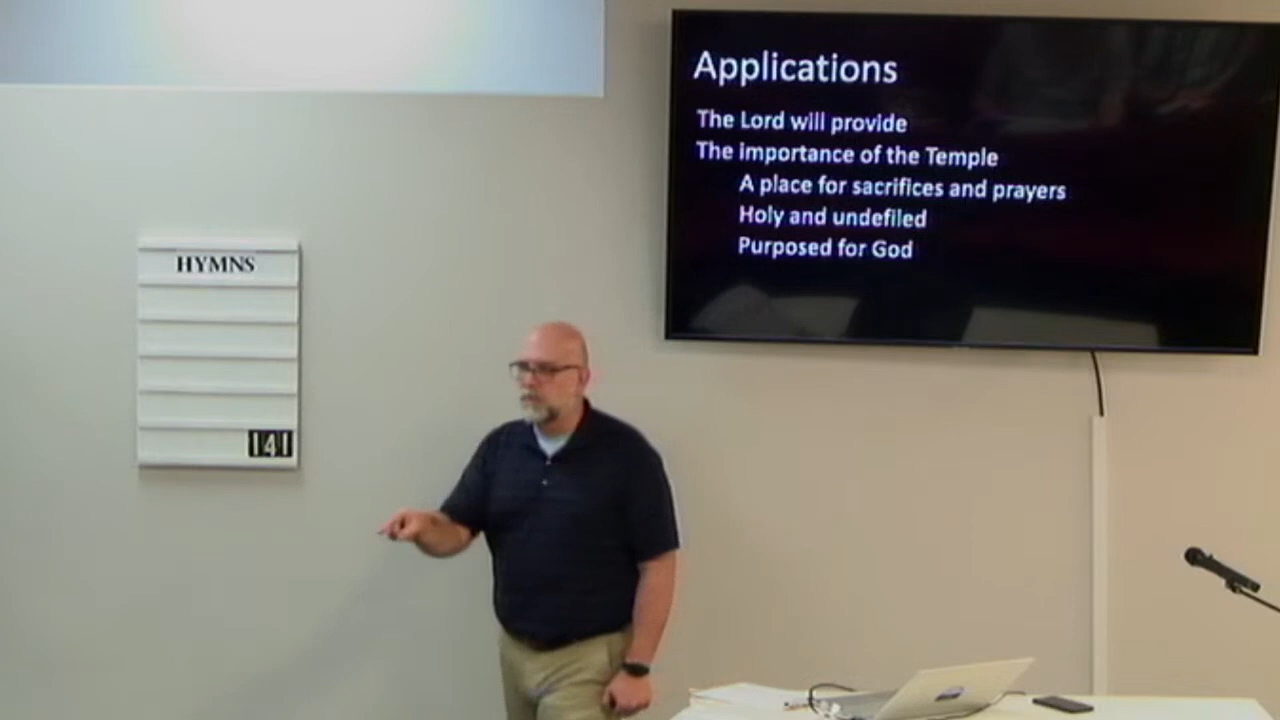 Applications
The Lord will provide
The importance of the Temple
A place for sacrifices and prayers
Holy and undefiled
Purposed for God
HYMNS
141